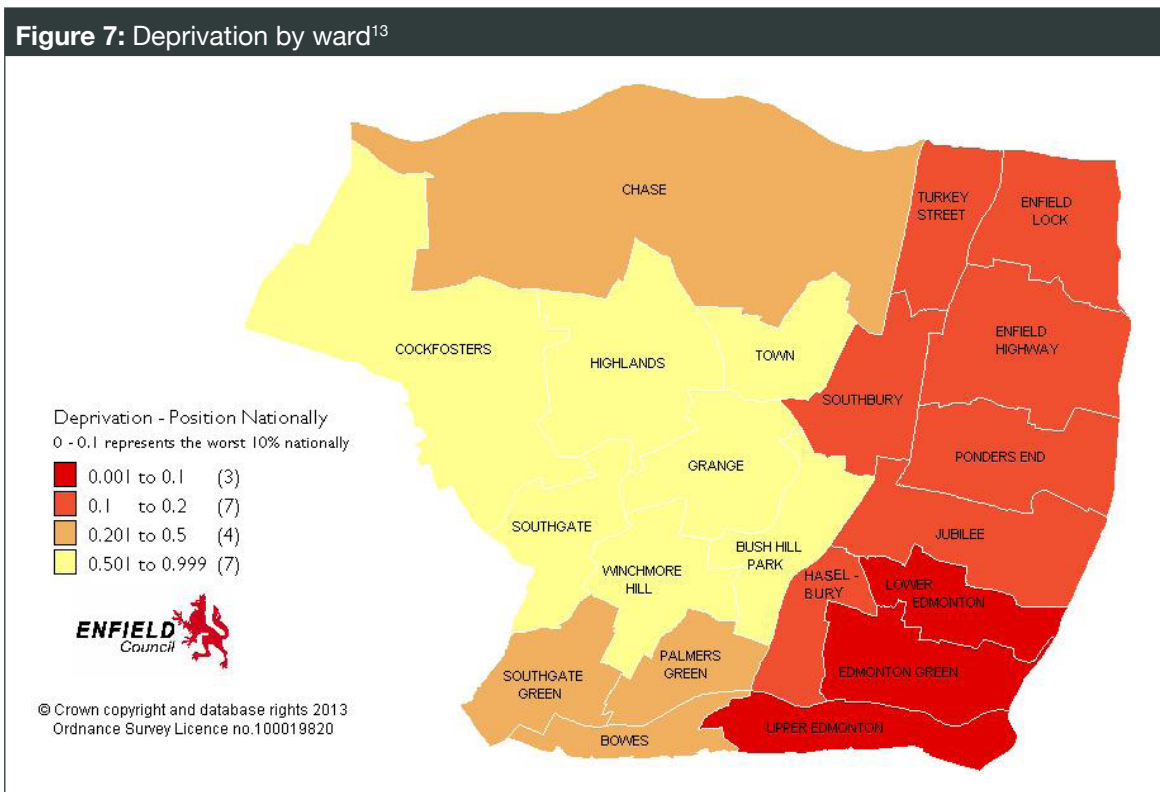 Figure 7: Deprivation by ward¹³
CHASE
TURKEY
STREET
ENFIELD
LOCK
COCKFOSTERS
HIGHLANDS
TOWN
ENFIELD
HIGHWAY
SOUTHBURY
GRANGE
PONDERS END
SOUTHGATE
BUSH HILL
PARK
JUBILEE
WINCHMORE
HILL
HASEL -
BURY
LOWER
EDMONTON
PALMERS
GREEN
SOUTHGATE
GREEN
EDMONTON GREEN
BOWES
UPPER EDMONTON
Deprivation - Position Nationally
0 - 0.1 represents the worst 10% nationally
0.001 to 0.1 (3)
0.1 to 0.2 (7)
0.201 to 0.5 (4)
0.501 to 0.999 (7)
ENFIELD
Council
© Crown copyright and database rights 2013
Ordnance Survey Licence no.100019820